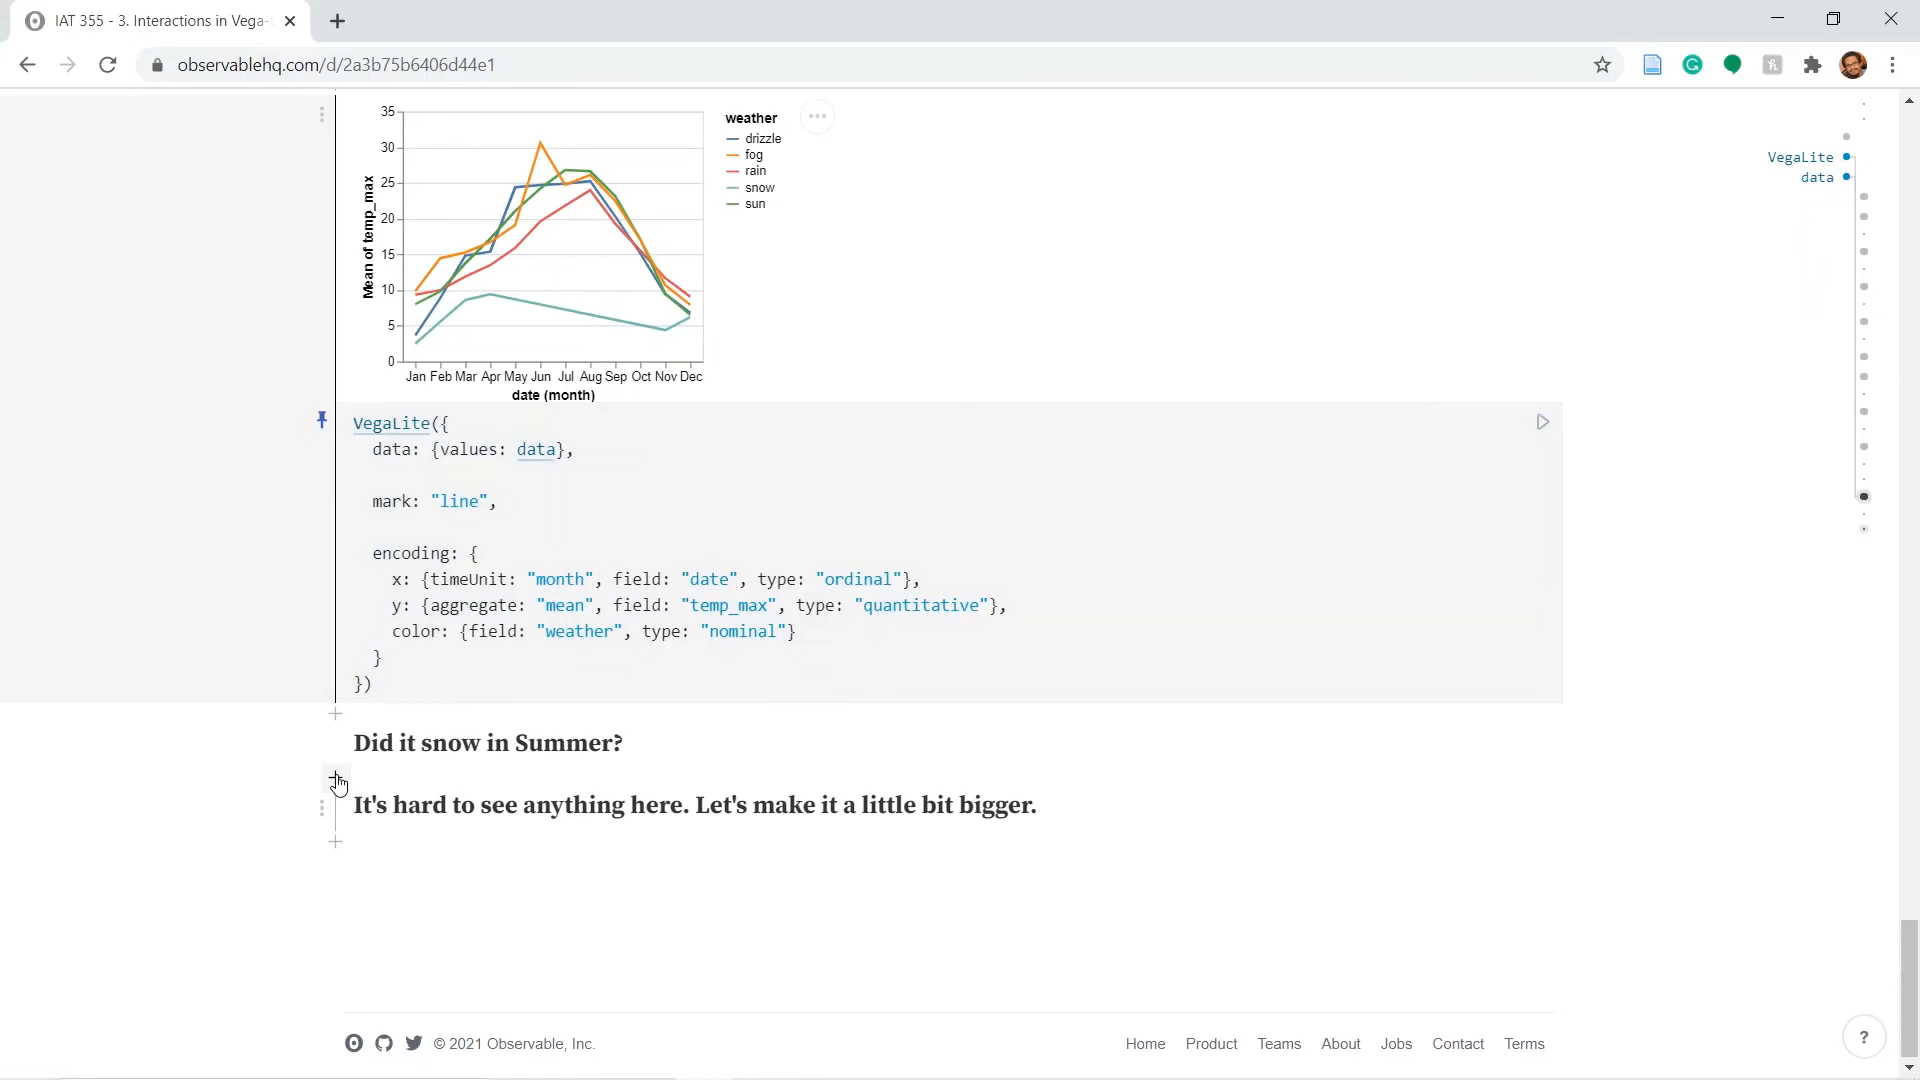 IAT 355 - 3. Interactions in Vega-
observablehq.com/d/2a3b75b6406d44e1
35
30
25
20
15
10
5
0
Mean of temp_max
Jan Feb Mar Apr May Jun Jul Aug Sep Oct Nov Dec
date (month)
weather
drizzle
fog
rain
snow
sun
VegaLite
data
VegaLite({
data: {values: data},
mark: "line",
encoding: {
x: {timeUnit: "month", field: "date", type: "ordinal"},
y: {aggregate: "mean", field: "temp_max", type: "quantitative"},
color: {field: "weather", type: "nominal"}
}
})
Did it snow in Summer?
It's hard to see anything here. Let's make it a little bit bigger.
© 2021 Observable, Inc.
Home Product Teams About Jobs Contact Terms
?